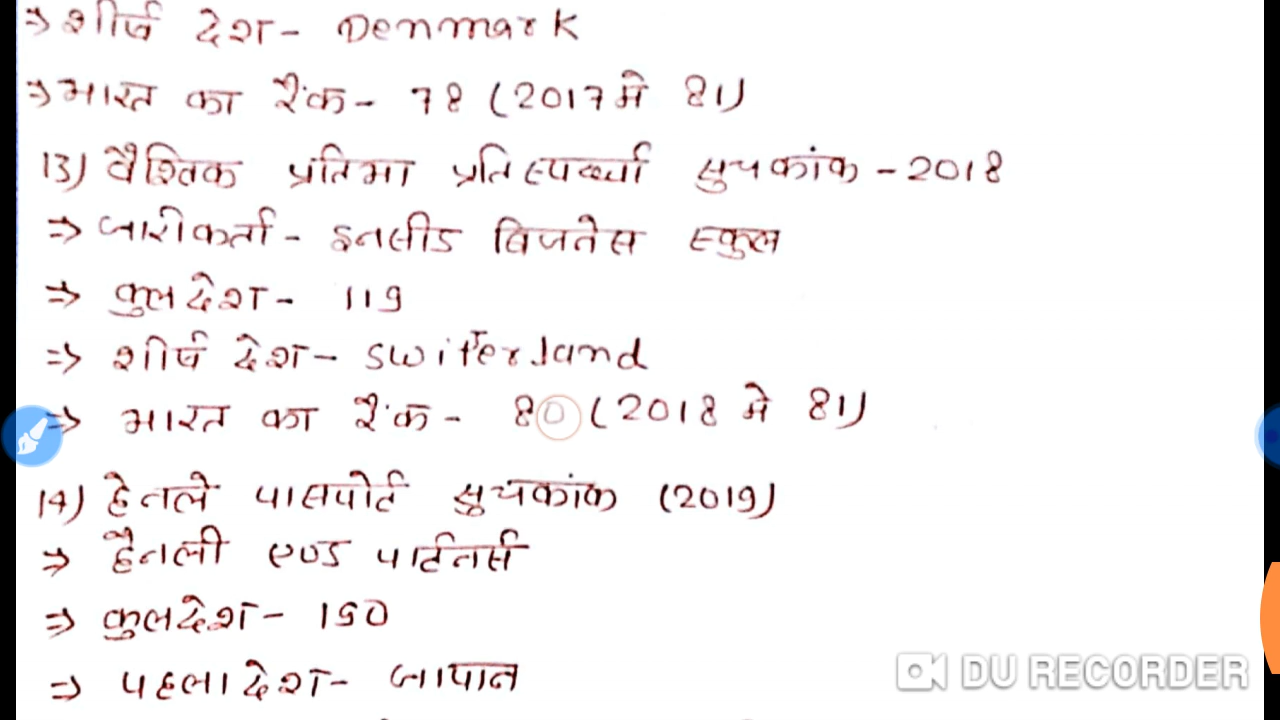 ⇒ शीर्ष देश - Denmark
⇒ भारत का रैंक - 78 (2017 मे 81)
13) वैश्विक प्रतिभा प्रतिस्पर्धा सुचकांक - 2018
⇒ जारीकर्ता - इनसीड बिजनेस स्कुल
⇒ कुल देश - 119
⇒ शीर्ष देश - Switzerland
⇒ भारत का रैंक - 80 (2018 मे 81)
14) हेनले पासपोर्ट सुचकांक (2019)
⇒ हैनली एण्ड पार्टनर्स
⇒ कुल देश - 190
⇒ पहला देश - जापान
DU RECORDER